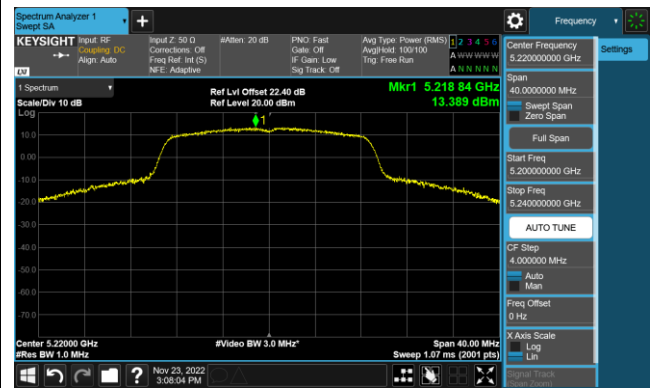 Spectrum Analyzer 1
Swept SA
Frequency
KEYSIGHT
Input: RF
Coupling: DC
Align: Auto
LXI
Input Z: 50 Ω
Corrections: Off
Freq Ref: Int (S)
NFE: Adaptive
#Atten: 20 dB
PNO: Fast
Gate: Off
IF Gain: Low
Sig Track: Off
Avg Type: Power (RMS)
Avg|Hold: 100/100
Trig: Free Run
1 2 3 4 5 6
A W W W W W
A N N N N N
Center Frequency
5.220000000 GHz
Settings
Span
40.0000000 MHz
Swept Span
Zero Span
Full Span
Start Freq
5.200000000 GHz
Stop Freq
5.240000000 GHz
AUTO TUNE
CF Step
4.000000 MHz
Auto
Man
Freq Offset
0 Hz
X Axis Scale
Log
Lin
Signal Track
(Span Zoom)
1 Spectrum
Scale/Div 10 dB
Log
Ref Lvl Offset 22.40 dB
Ref Level 20.00 dBm
Mkr1 5.218 84 GHz
13.389 dBm
1
10.0
0.00
-10.0
-20.0
-30.0
-40.0
-50.0
-60.0
-70.0
Center 5.22000 GHz
#Res BW 1.0 MHz
#Video BW 3.0 MHz*
Span 40.00 MHz
Sweep 1.07 ms (2001 pts)
?
Nov 23, 2022
3:08:04 PM